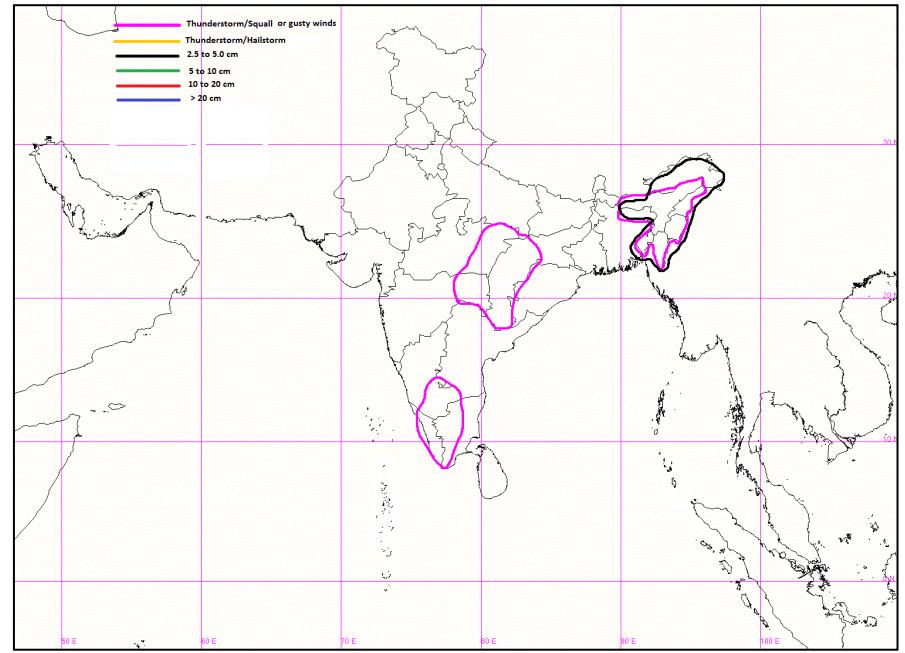 Thunderstorm/Squall or gusty winds
Thunderstorm/Hailstorm
2.5 to 5.0 cm
5 to 10 cm
10 to 20 cm
> 20 cm
30 N
20 N
10 N
50 E
60 E
70 E
80 E
90 E
100 E